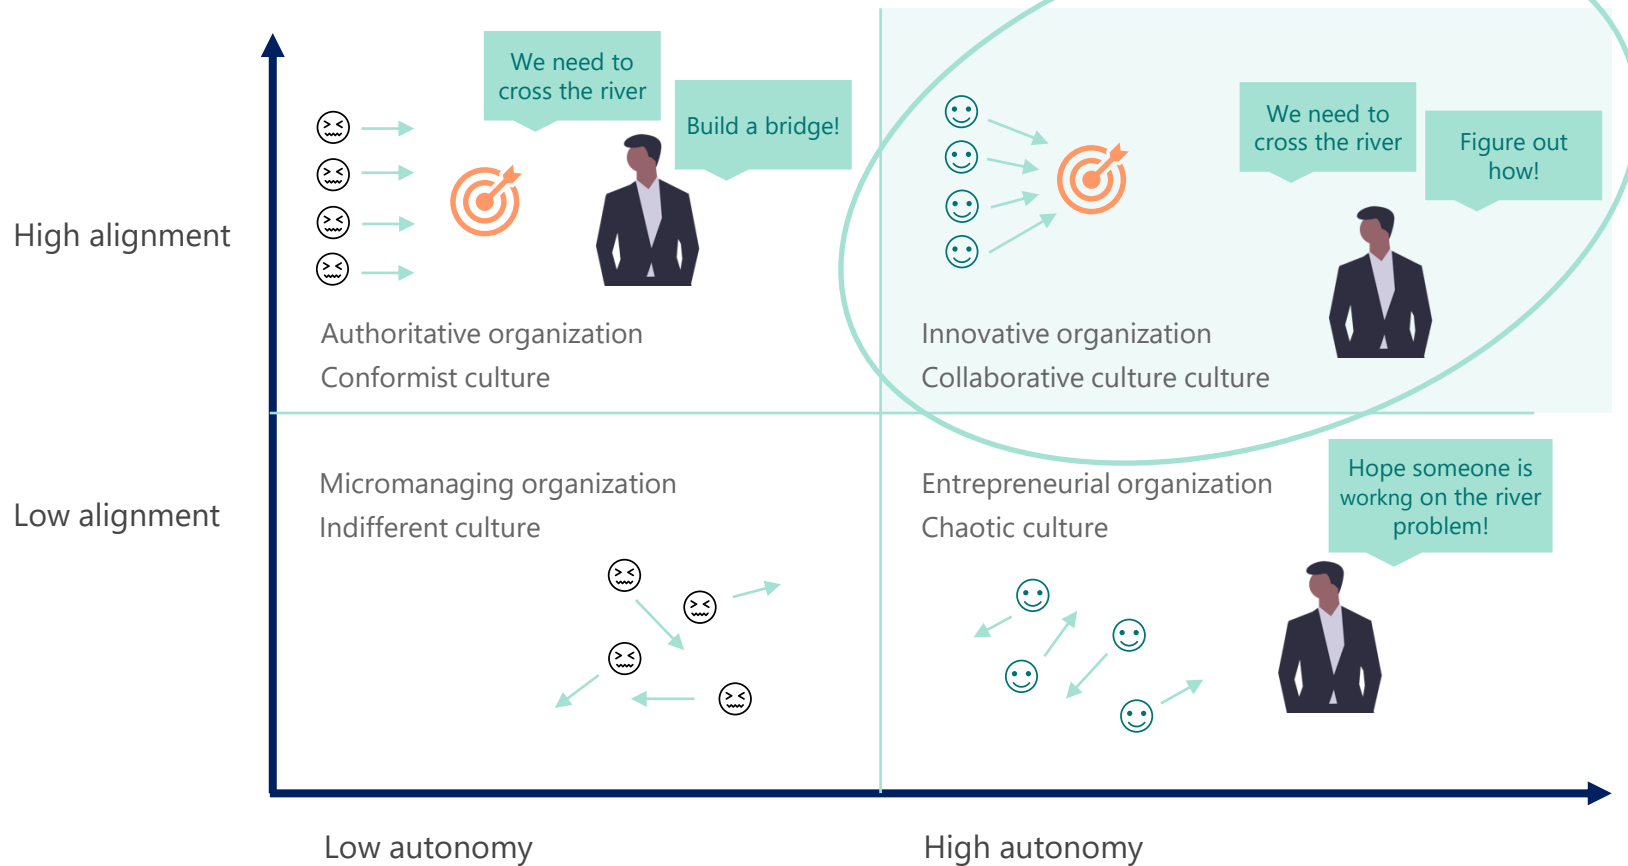 We need to
cross the river
Build a bridge!
We need to
cross the river
Figure out
how!
High alignment
Authoritative organization
Conformist culture
Innovative organization
Collaborative culture culture
Low alignment
Micromanaging organization
Indifferent culture
Entrepreneurial organization
Chaotic culture
Hope someone is
workng on the river
problem!
Low autonomy
High autonomy